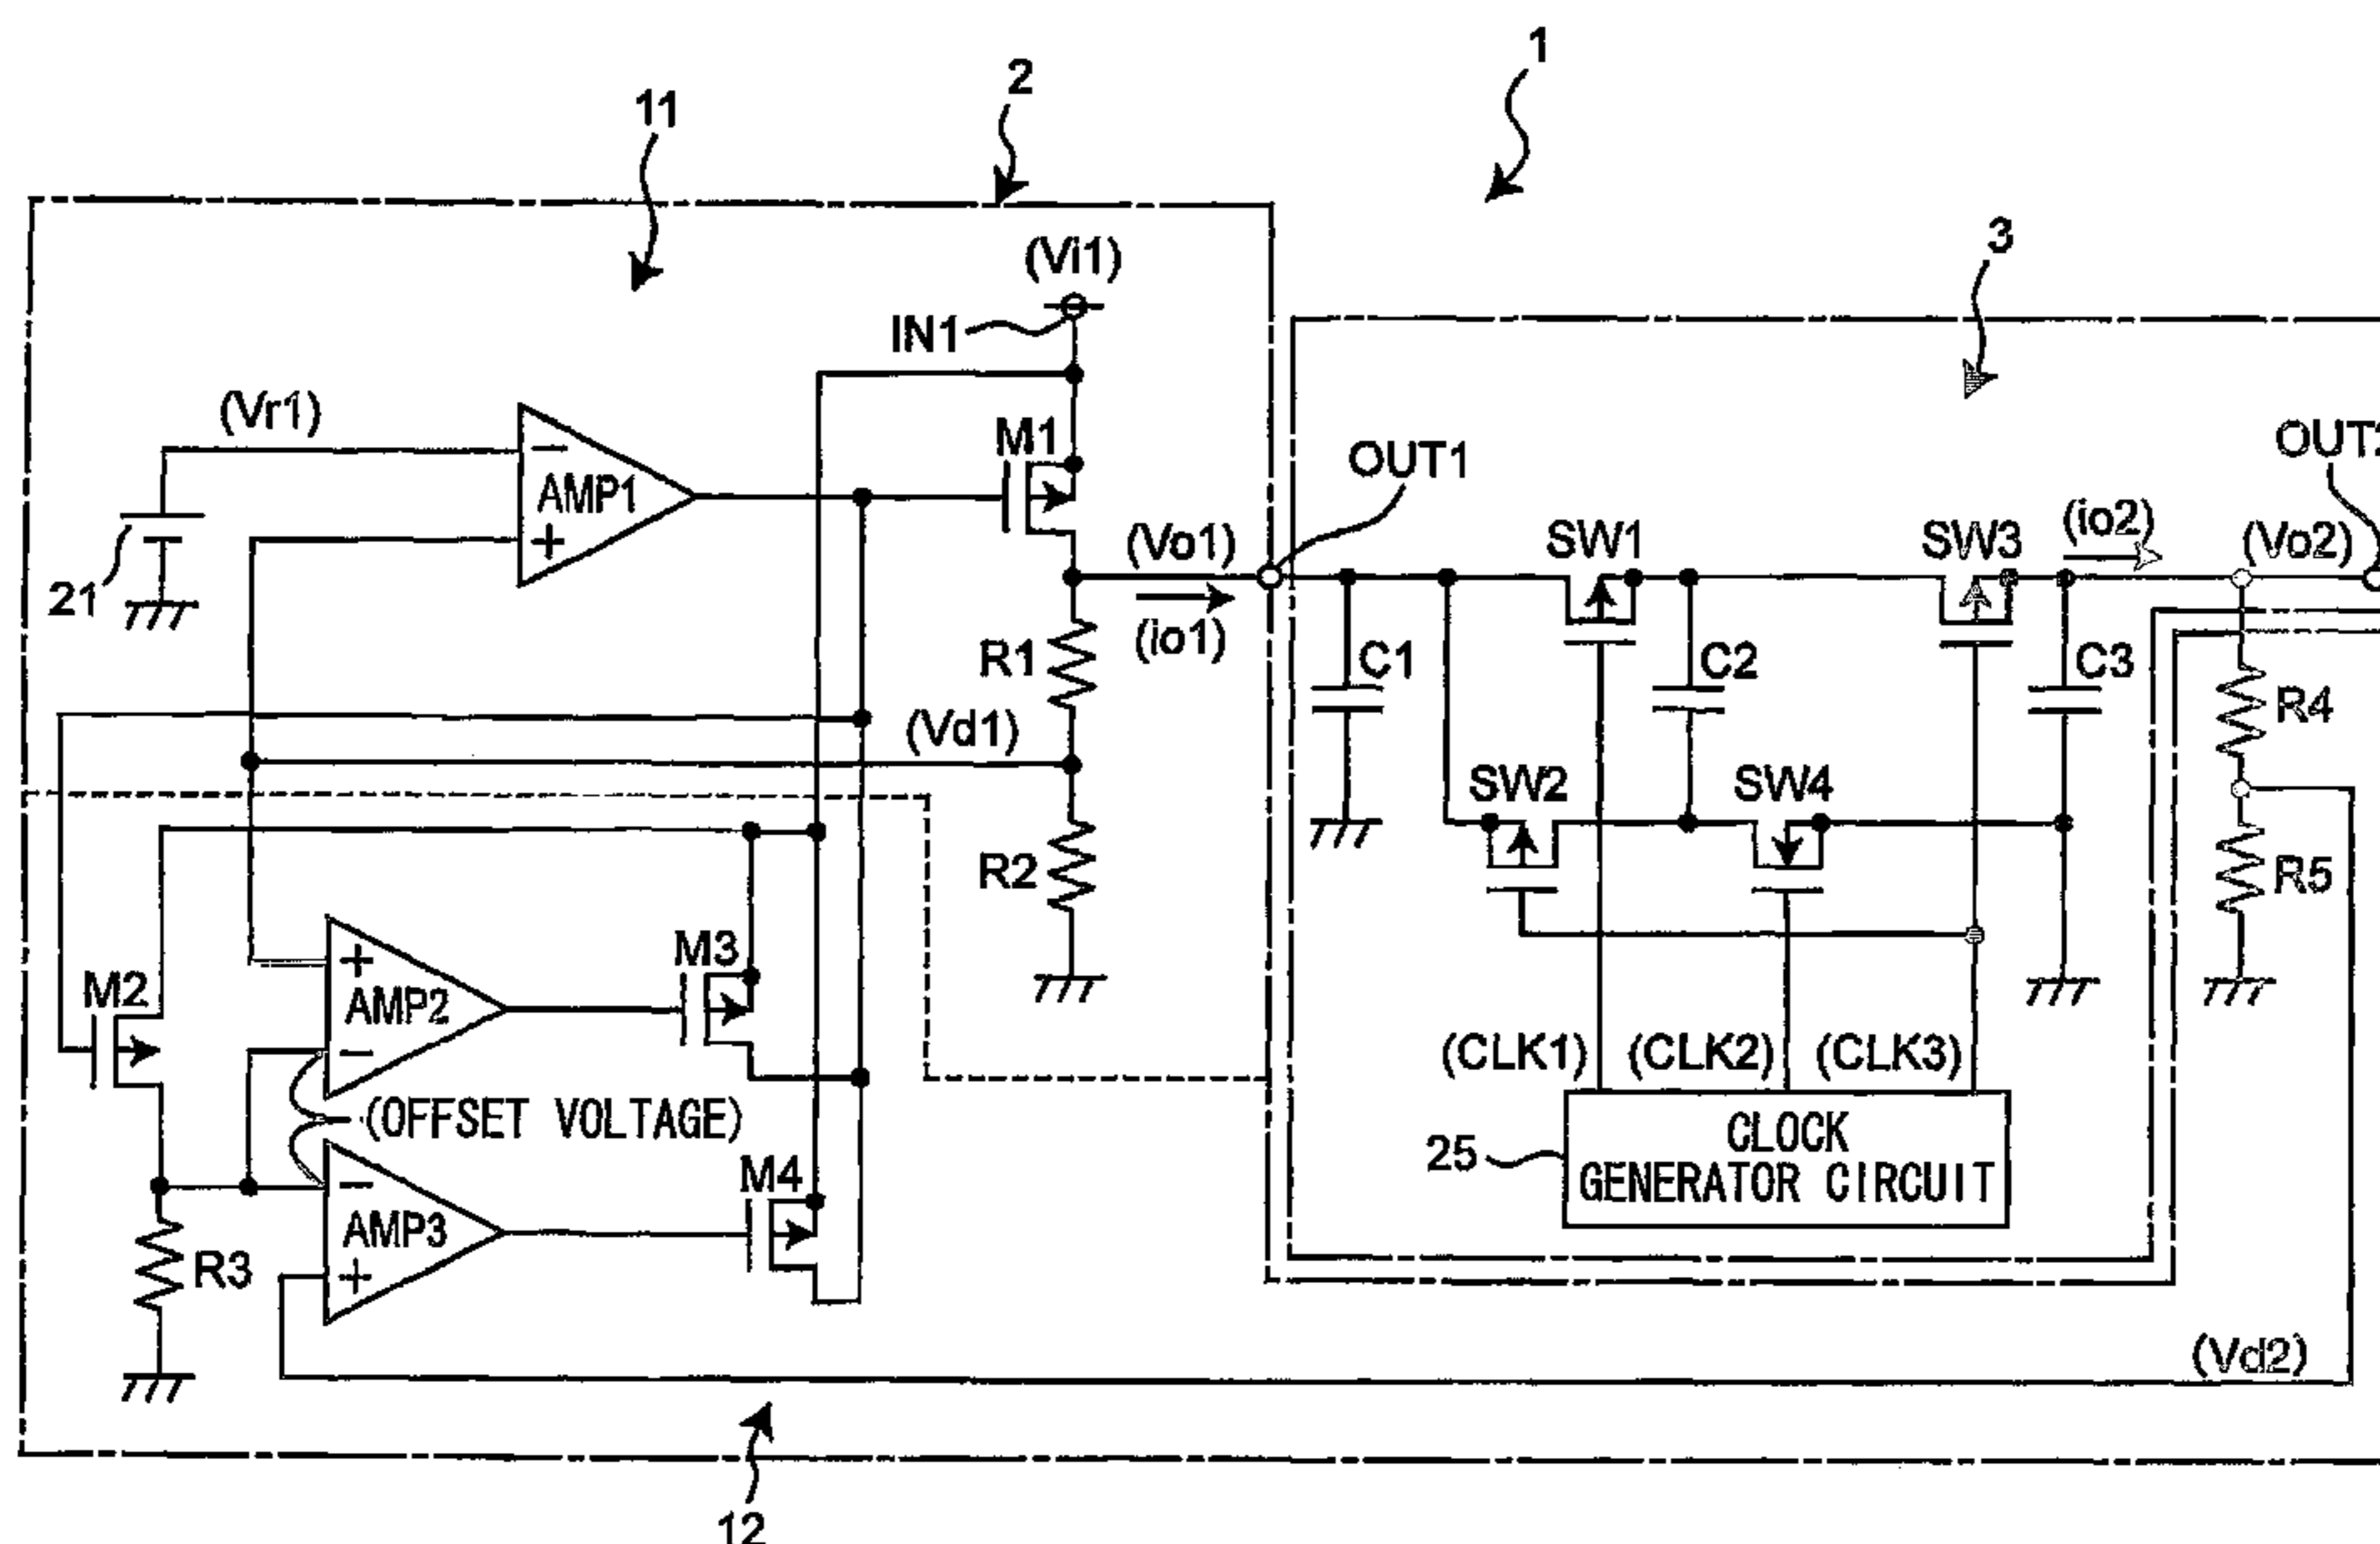 1
2
11
3
(Vi1)
IN1
(Vr1)
M1
OUT1
OUT2
−
AMP1
+
(Vo1)
SW1
SW3
(io2)
(Vo2)
21
(io1)
R1
C1
C2
C3
R4
(Vd1)
SW2
SW4
R2
R5
M3
M2
+
AMP2
−
(CLK1)
(CLK2)
(CLK3)
(OFFSET VOLTAGE)
CLOCK
GENERATOR CIRCUIT
25
M4
−
AMP3
+
R3
(Vd2)
12